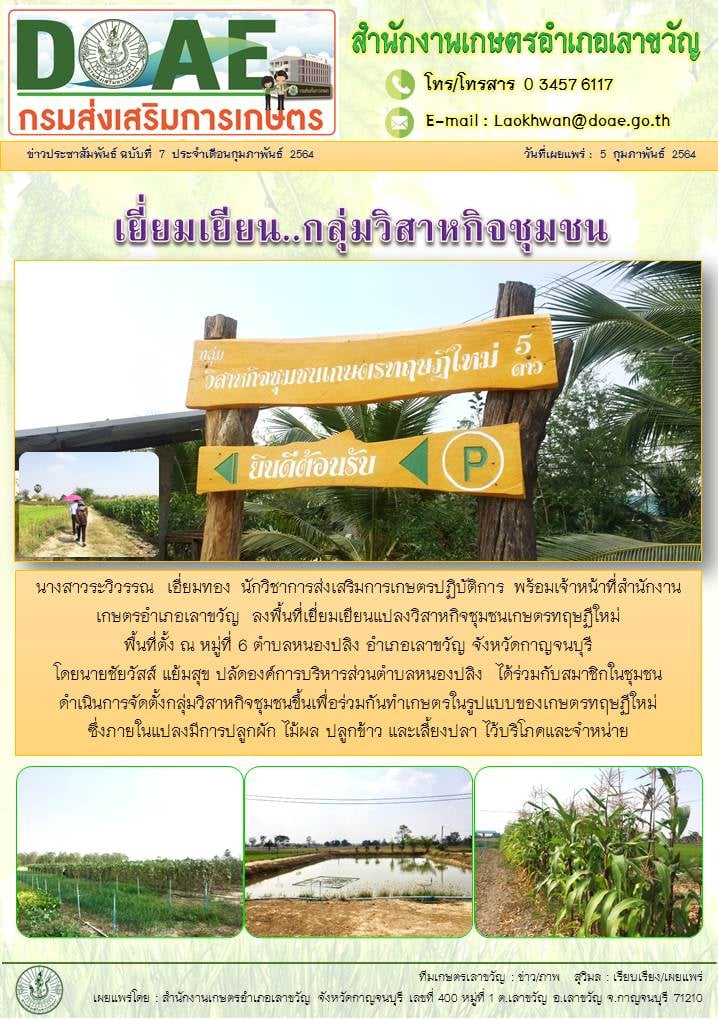 DOAE
กรมส่งเสริมการเกษตร
สำนักงานเกษตรอำเภอเลาขวัญ
โทร/โทรสาร 0 3457 6117
E-mail : Laokhwan@doae.go.th
ข่าวประชาสัมพันธ์ ฉบับที่ 7 ประจำเดือนกุมภาพันธ์ 2564
วันที่เผยแพร่ : 5 กุมภาพันธ์ 2564
เยี่ยมเยียน..กลุ่มวิสาหกิจชุมชน
กลุ่ม
วิสาหกิจชุมชนเกษตรทฤษฎีใหม่ 5 ดาว
ยินดีต้อนรับ P
นางสาวระวิวรรณ เอี่ยมทอง นักวิชาการส่งเสริมการเกษตรปฏิบัติการ พร้อมเจ้าหน้าที่สำนักงาน
เกษตรอำเภอเลาขวัญ ลงพื้นที่เยี่ยมเยียนแปลงวิสาหกิจชุมชนเกษตรทฤษฎีใหม่
พื้นที่ตั้ง ณ หมู่ที่ 6 ตำบลหนองปลิง อำเภอเลาขวัญ จังหวัดกาญจนบุรี
โดยนายชัยวัสส์ แย้มสุข ปลัดองค์การบริหารส่วนตำบลหนองปลิง ได้ร่วมกับสมาชิกในชุมชน
ดำเนินการจัดตั้งกลุ่มวิสาหกิจชุมชนขึ้นเพื่อร่วมกันทำเกษตรในรูปแบบของเกษตรทฤษฎีใหม่
ซึ่งภายในแปลงมีการปลูกผัก ไม้ผล ปลูกข้าว และเลี้ยงปลา ไว้บริโภคและจำหน่าย
ทีมเกษตรเลาขวัญ : ข่าว/ภาพ สุวิมล : เรียบเรียง/เผยแพร่
เผยแพร่โดย : สำนักงานเกษตรอำเภอเลาขวัญ จังหวัดกาญจนบุรี เลขที่ 400 หมู่ที่ 1 ต.เลาขวัญ อ.เลาขวัญ จ.กาญจนบุรี 71210